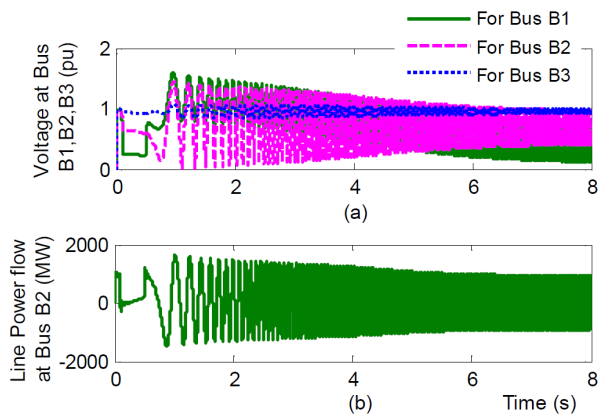 For Bus B1
For Bus B2
For Bus B3
Voltage at Bus
B1,B2,B3 (pu)
2
1
0
0 2 4 6 8
(a)
Line Power flow
at Bus B2 (MW)
2000
0
-2000
0 2 4 6 8
(b) Time (s)